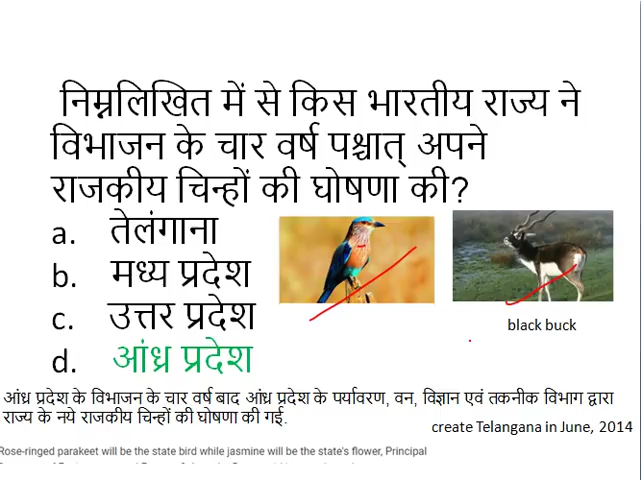 निम्नलिखित में से किस भारतीय राज्य ने
विभाजन के चार वर्ष पश्चात् अपने
राजकीय चिन्हों की घोषणा की?
a. तेलंगाना
b. मध्य प्रदेश
c. उत्तर प्रदेश
d. आंध्र प्रदेश
black buck
आंध्र प्रदेश के विभाजन के चार वर्ष बाद आंध्र प्रदेश के पर्यावरण, वन, विज्ञान एवं तकनीक विभाग द्वारा
राज्य के नये राजकीय चिन्हों की घोषणा की गई.
create Telangana in June, 2014
Rose-ringed parakeet will be the state bird while jasmine will be the state's flower, Principal